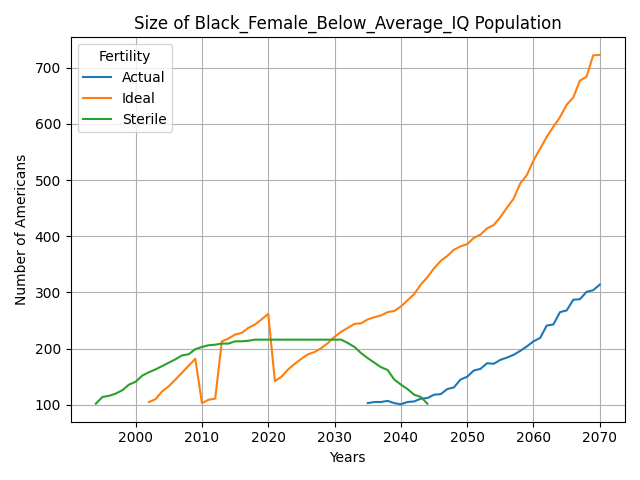 Size of Black_Female_Below_Average_IQ Population
Fertility
Actual
Ideal
Sterile
Number of Americans
700
600
500
400
300
200
100
2000 2010 2020 2030 2040 2050 2060 2070
Years